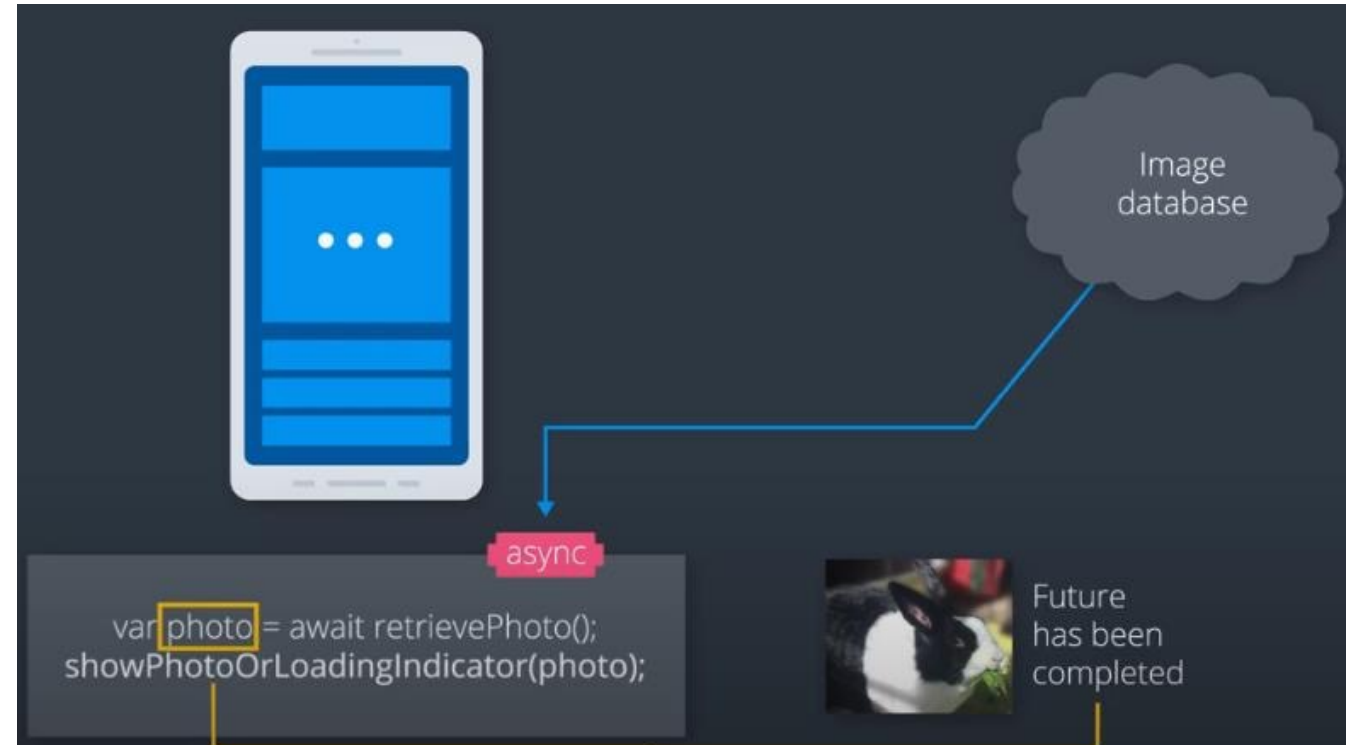 Image
database
async
var photo = await retrievePhoto();
showPhotoOrLoadingIndicator(photo);
Future
has been
completed